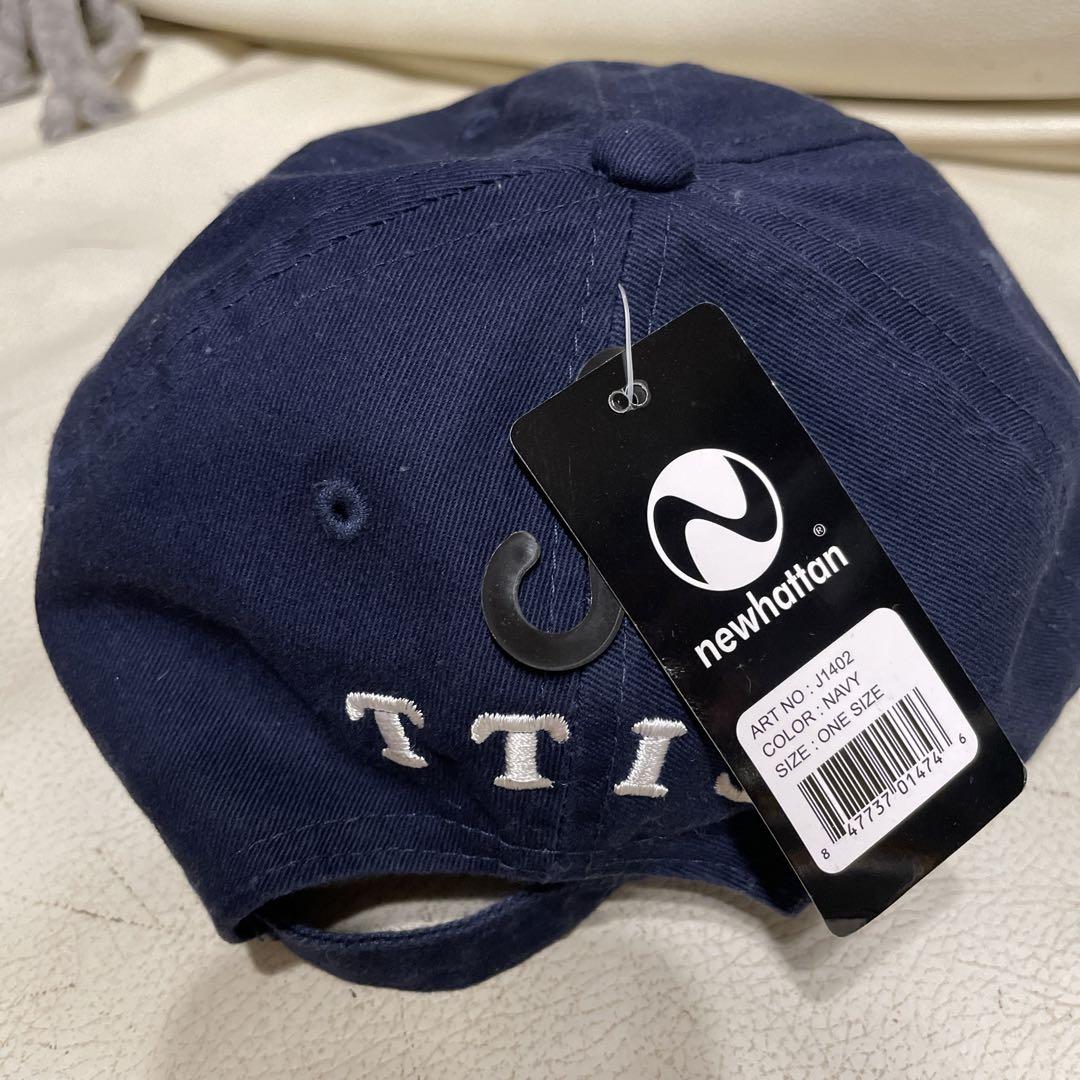 newhattan®
ART NO : J1402
COLOR : NAVY
SIZE : ONE SIZE
8 47737 01474 6
T T I